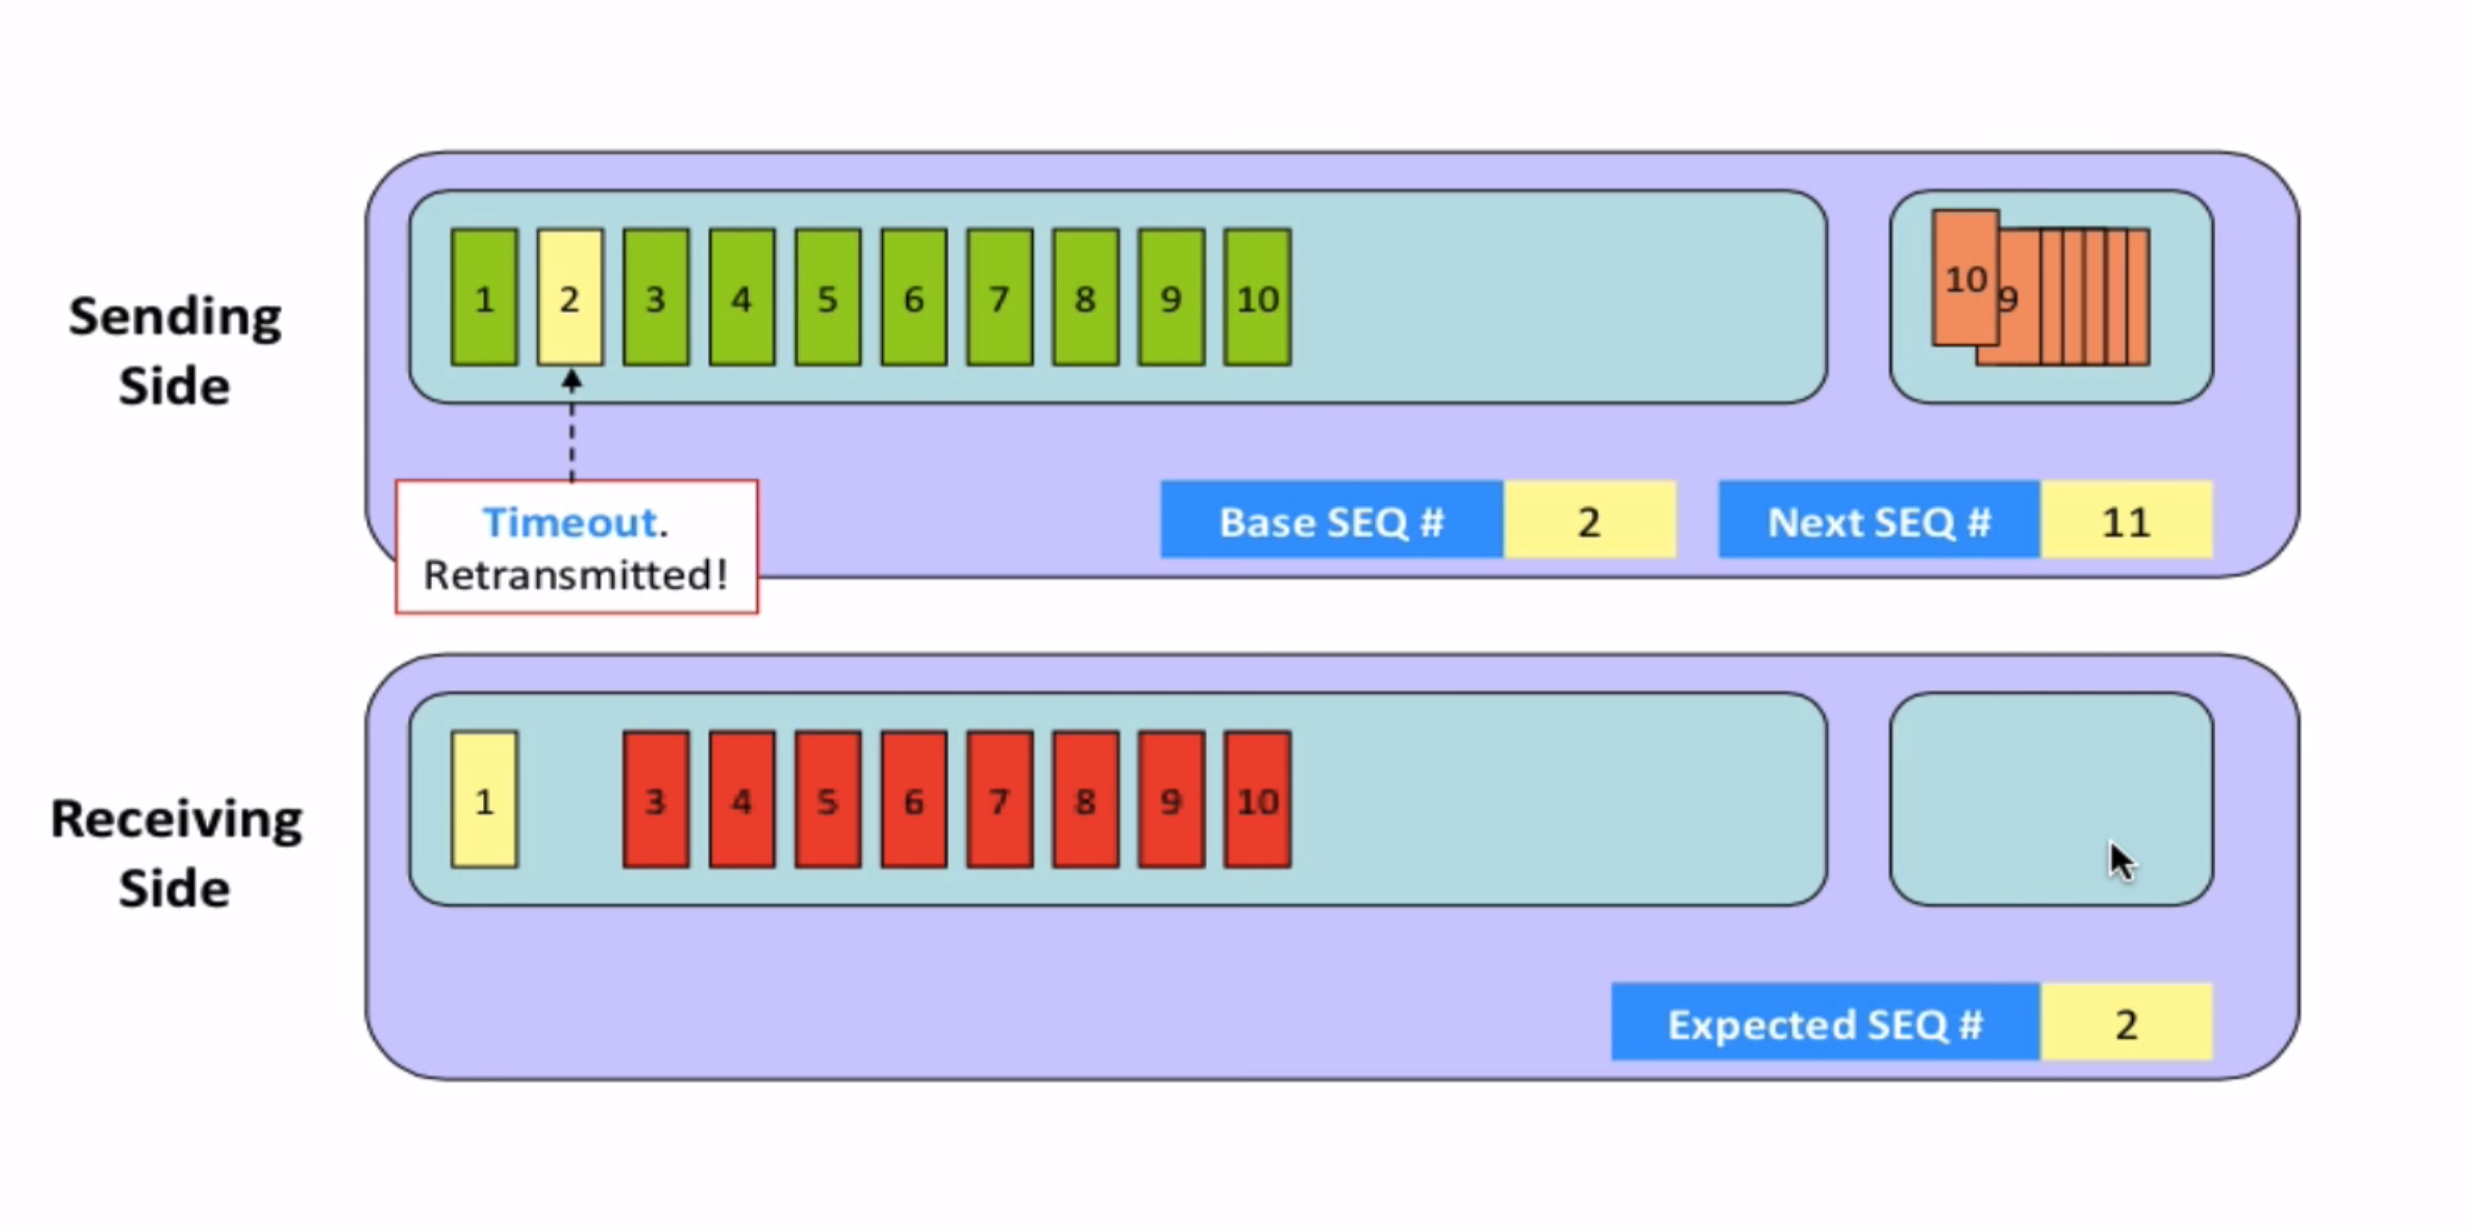 Sending
Side
1 2 3 4 5 6 7 8 9 10
10 9
Timeout.
Retransmitted!
Base SEQ # 2
Next SEQ # 11
Receiving
Side
1 3 4 5 6 7 8 9 10
Expected SEQ # 2